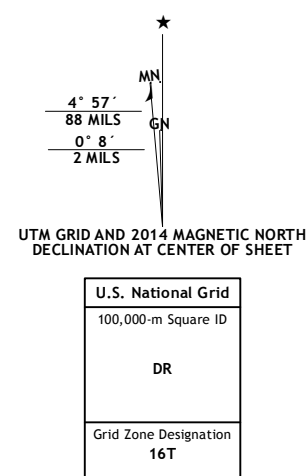 MN
4° 57´
88 MILS
GN
0° 8´
2 MILS
UTM GRID AND 2014 MAGNETIC NORTH
DECLINATION AT CENTER OF SHEET
U.S. National Grid
100,000-m Square ID
DR
Grid Zone Designation
16T